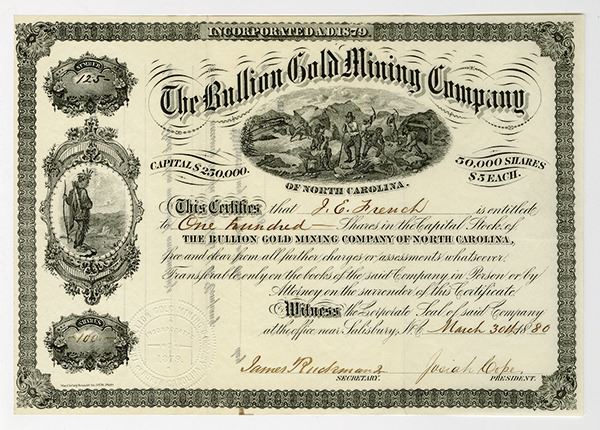 INCORPORATED A.D. 1879.
NUMBER
125
The Bullion Gold Mining Company
CAPITAL $250,000.
50,000 SHARES
$5 EACH.
OF NORTH CAROLINA.
This Certifies that J. E. French is entitled
to One hundred Shares in the Capital Stock of
THE BULLION GOLD MINING COMPANY OF NORTH CAROLINA,
free and clear from all further charges or assessments whatsoever.
Transferable only on the books of the said Company in Person or by
Attorney on the surrender of this Certificate.
Witness the Corporate Seal of said Company
at the office near Salisbury, N.C. March 30th 1880
SHARES
100
James Ruckman
SECRETARY.
Josiah Cope
PRESIDENT.